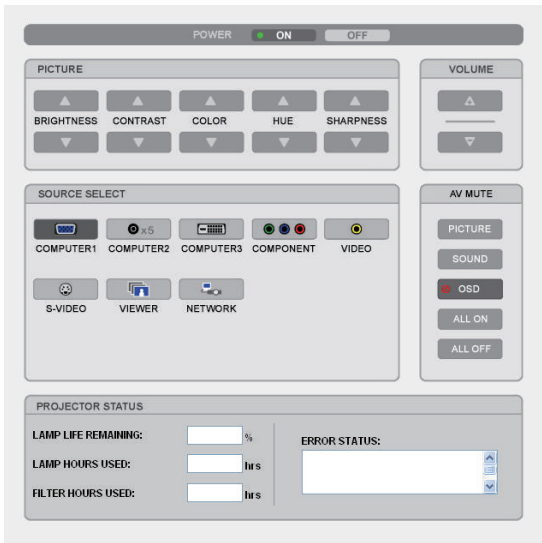 POWER ON OFF
PICTURE
BRIGHTNESS CONTRAST COLOR HUE SHARPNESS
VOLUME
SOURCE SELECT
x5
COMPUTER1 COMPUTER2 COMPUTER3 COMPONENT VIDEO
S-VIDEO VIEWER NETWORK
AV MUTE
PICTURE
SOUND
OSD
ALL ON
ALL OFF
PROJECTOR STATUS
LAMP LIFE REMAINING: %
LAMP HOURS USED: hrs
FILTER HOURS USED: hrs
ERROR STATUS: